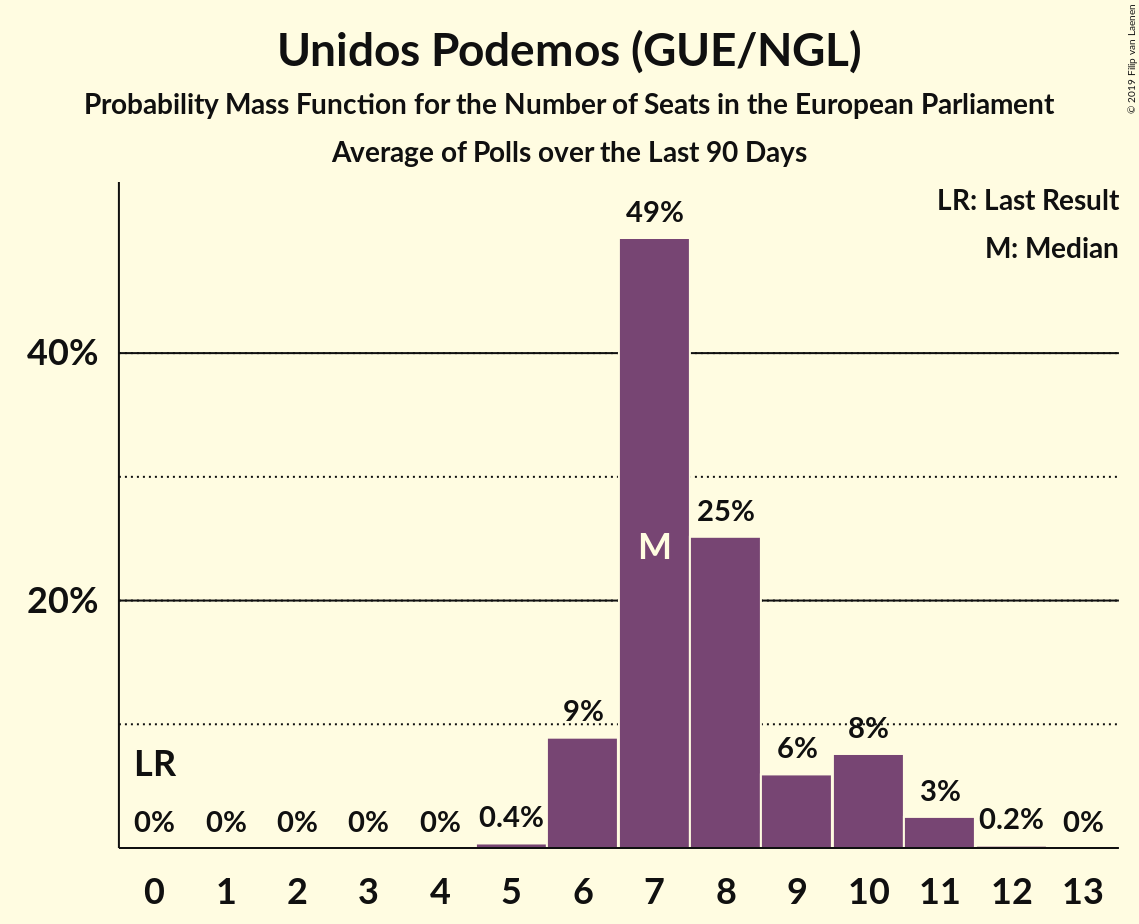 Unidos Podemos (GUE/NGL)
Probability Mass Function for the Number of Seats in the European Parliament
Average of Polls over the Last 90 Days
© 2019 Filip van Laenen
LR: Last Result
M: Median
49%
40%
25%
M
20%
9%
8%
6%
LR
3%
0% 0% 0% 0% 0% 0.4% 0.2% 0%
0 1 2 3 4 5 6 7 8 9 10 11 12 13